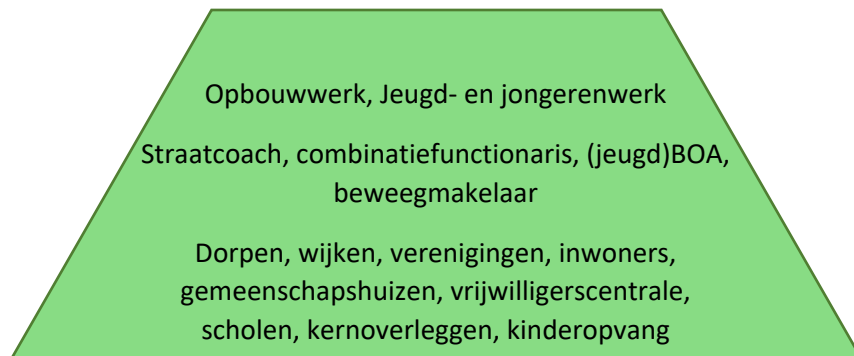 Opbouwwerk, Jeugd- en jongerenwerk
Straatcoach, combinatiefunctionaris, (jeugd)BOA,
beweegmakelaar
Dorpen, wijken, verenigingen, inwoners,
gemeenschapshuizen, vrijwilligerscentrale,
scholen, kernoverleggen, kinderopvang